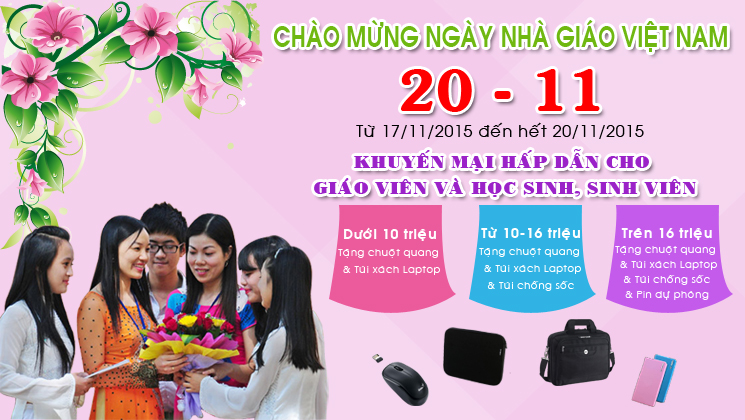 CHÀO MỪNG NGÀY NHÀ GIÁO VIỆT NAM
20 - 11
Từ 17/11/2015 đến hết 20/11/2015
KHUYẾN MẠI HẤP DẪN CHO
GIÁO VIÊN VÀ HỌC SINH, SINH VIÊN
Dưới 10 triệu
Tặng chuột quang
& Túi xách Laptop
Từ 10-16 triệu
Tặng chuột quang
& Túi xách Laptop
& Túi chống sốc
Trên 16 triệu
Tặng chuột quang
& Túi xách Laptop
& Túi chống sốc
& Pin dự phòng